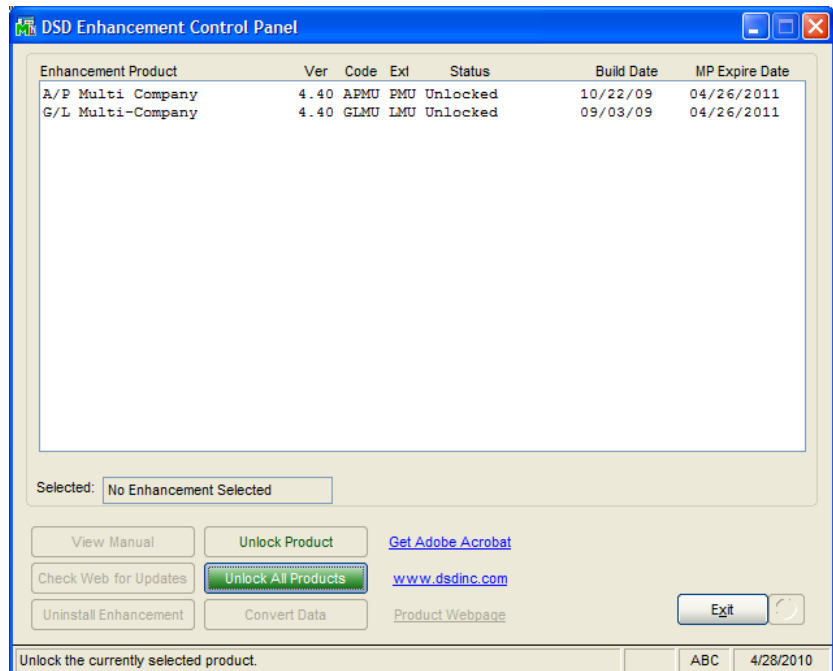 DSD Enhancement Control Panel
Enhancement Product Ver Code Ext Status Build Date MP Expire Date
A/P Multi Company 4.40 APMU PMU Unlocked 10/22/09 04/26/2011
G/L Multi-Company 4.40 GLMU LMU Unlocked 09/03/09 04/26/2011
Selected: No Enhancement Selected
View Manual Unlock Product Get Adobe Acrobat
Check Web for Updates Unlock All Products www.dsdinc.com
Uninstall Enhancement Convert Data Product Webpage Exit
Unlock the currently selected product. ABC 4/28/2010